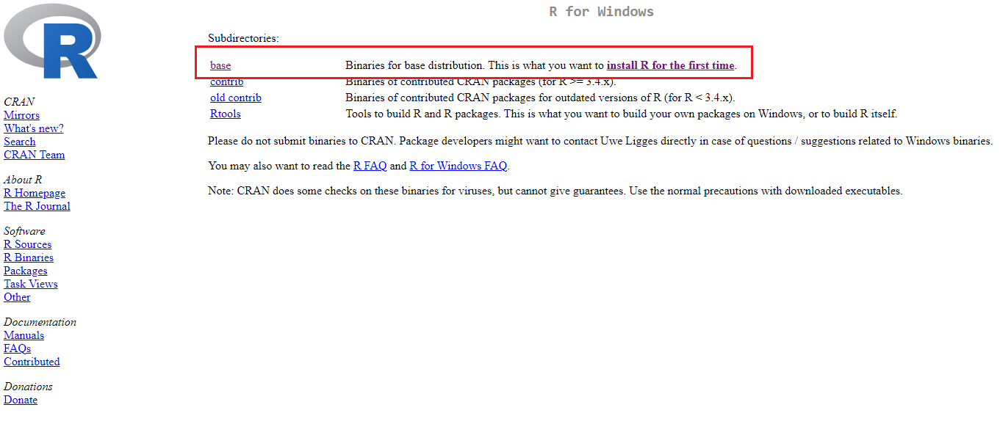 R for Windows
R
Subdirectories:
base Binaries for base distribution. This is what you want to install R for the first time.
contrib Binaries of contributed CRAN packages (for R >= 3.4.x).
old contrib Binaries of contributed CRAN packages for outdated versions of R (for R < 3.4.x).
Rtools Tools to build R and R packages. This is what you want to build your own packages on Windows, or to build R itself.
Please do not submit binaries to CRAN. Package developers might want to contact Uwe Ligges directly in case of questions / suggestions related to Windows binaries.
You may also want to read the R FAQ and R for Windows FAQ.
Note: CRAN does some checks on these binaries for viruses, but cannot give guarantees. Use the normal precautions with downloaded executables.
CRAN
Mirrors
What's new?
Search
CRAN Team
About R
R Homepage
The R Journal
Software
R Sources
R Binaries
Packages
Task Views
Other
Documentation
Manuals
FAQs
Contributed
Donations
Donate